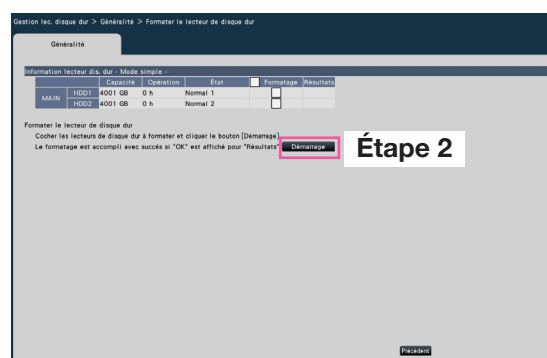 Gestion lec. disque dur > Généralité > Formater le lecteur de disque dur
Généralité
Information lecteur dis. dur - Mode simple -
Capacité Opération État Formatage Résultats
MAIN HDD1 4001 GB 0 h Normal 1
HDD2 4001 GB 0 h Normal 2
Formater le lecteur de disque dur
Cocher les lecteurs de disque dur à formater et cliquer le bouton [Démarrage]
Le formatage est accompli avec succès si "OK" est affiché pour "Résultats" Démarrage
Étape 2
Précédent